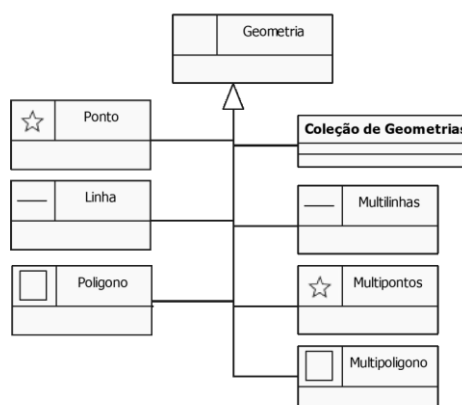 Geometria
Ponto
Coleção de Geometrias
Linha
Multilinhas
Poligono
Multipontos
Multipoligono